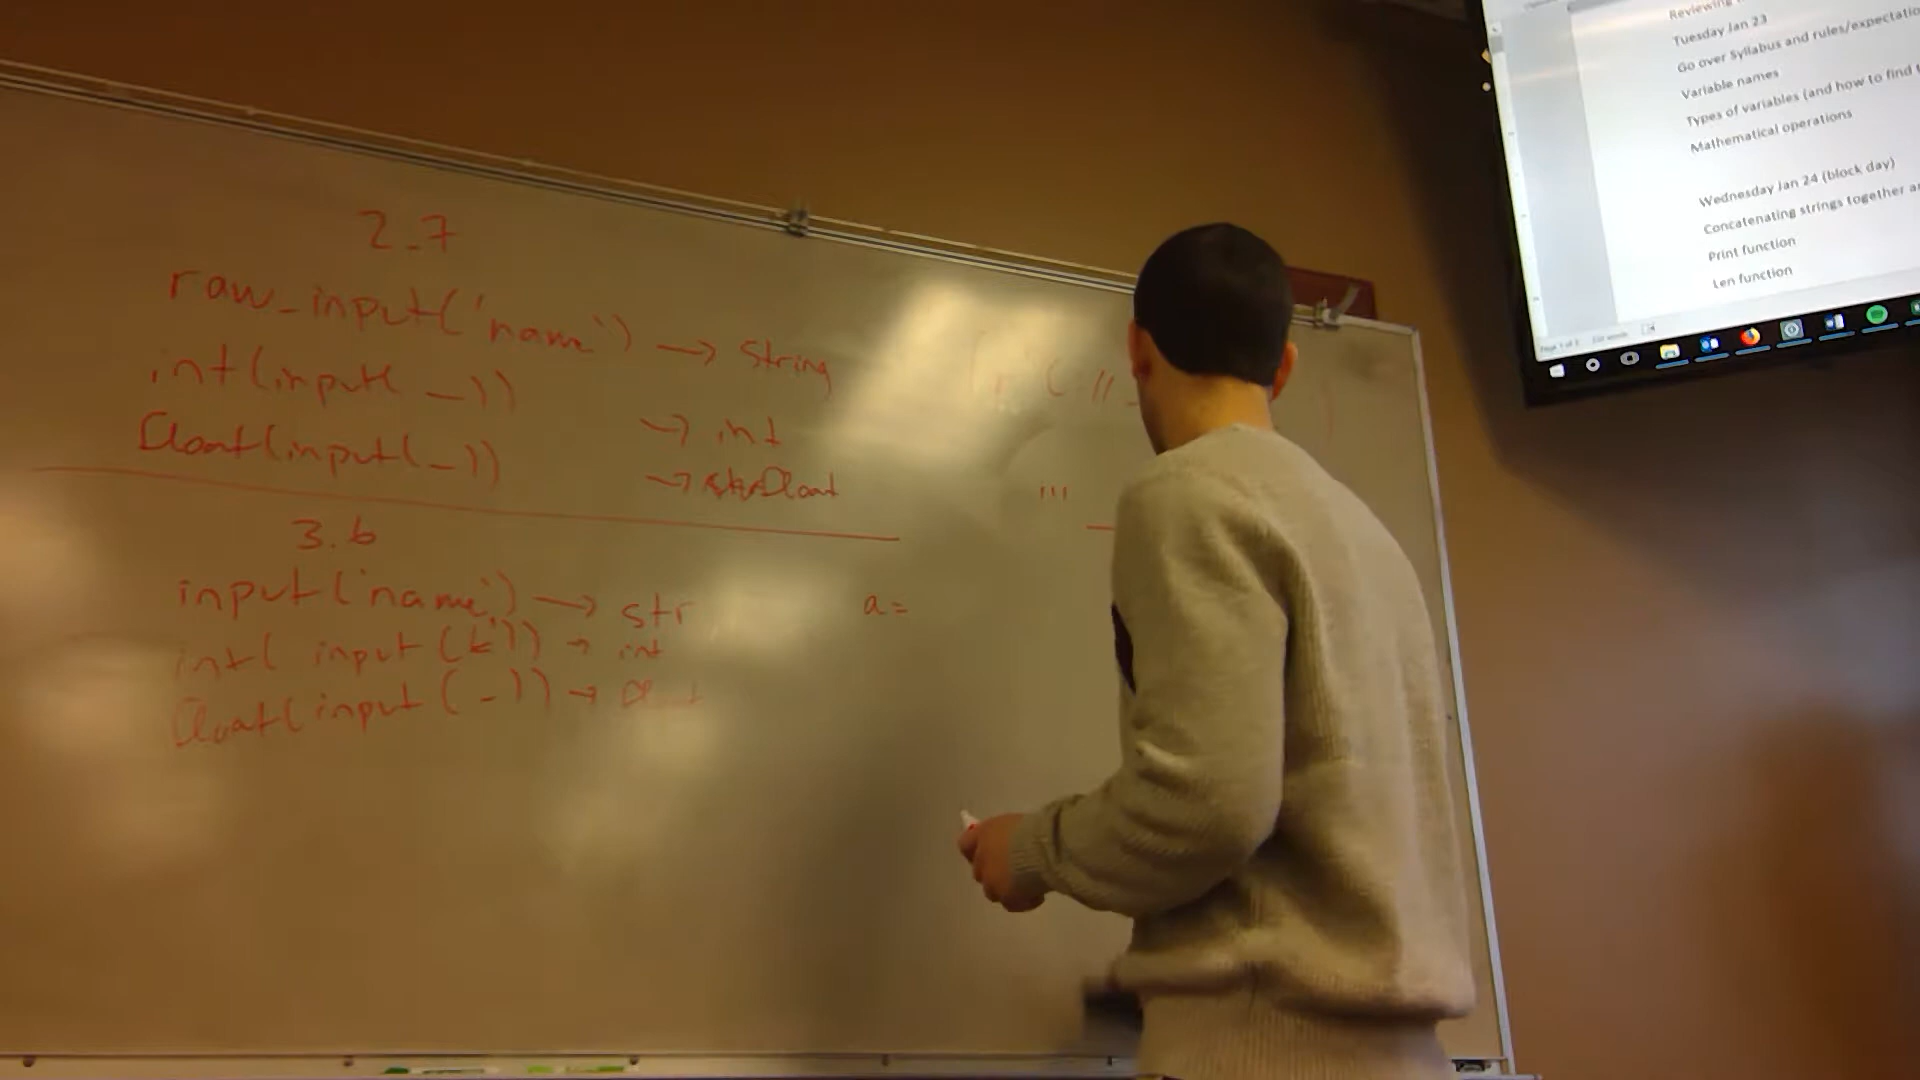 2.7
raw_input('name') → String
int(input(_)) → int
float(input(_)) → float
3.6
input('name') → str
int(input( )) → int
float(input(_)) → float
a=
Reviewing
Tuesday Jan 23
Go over Syllabus and rules/expectatio
Variable names
Types of variables (and how to find t
Mathematical operations
Wednesday Jan 24 (block day)
Concatenating strings together a
Print function
Len function